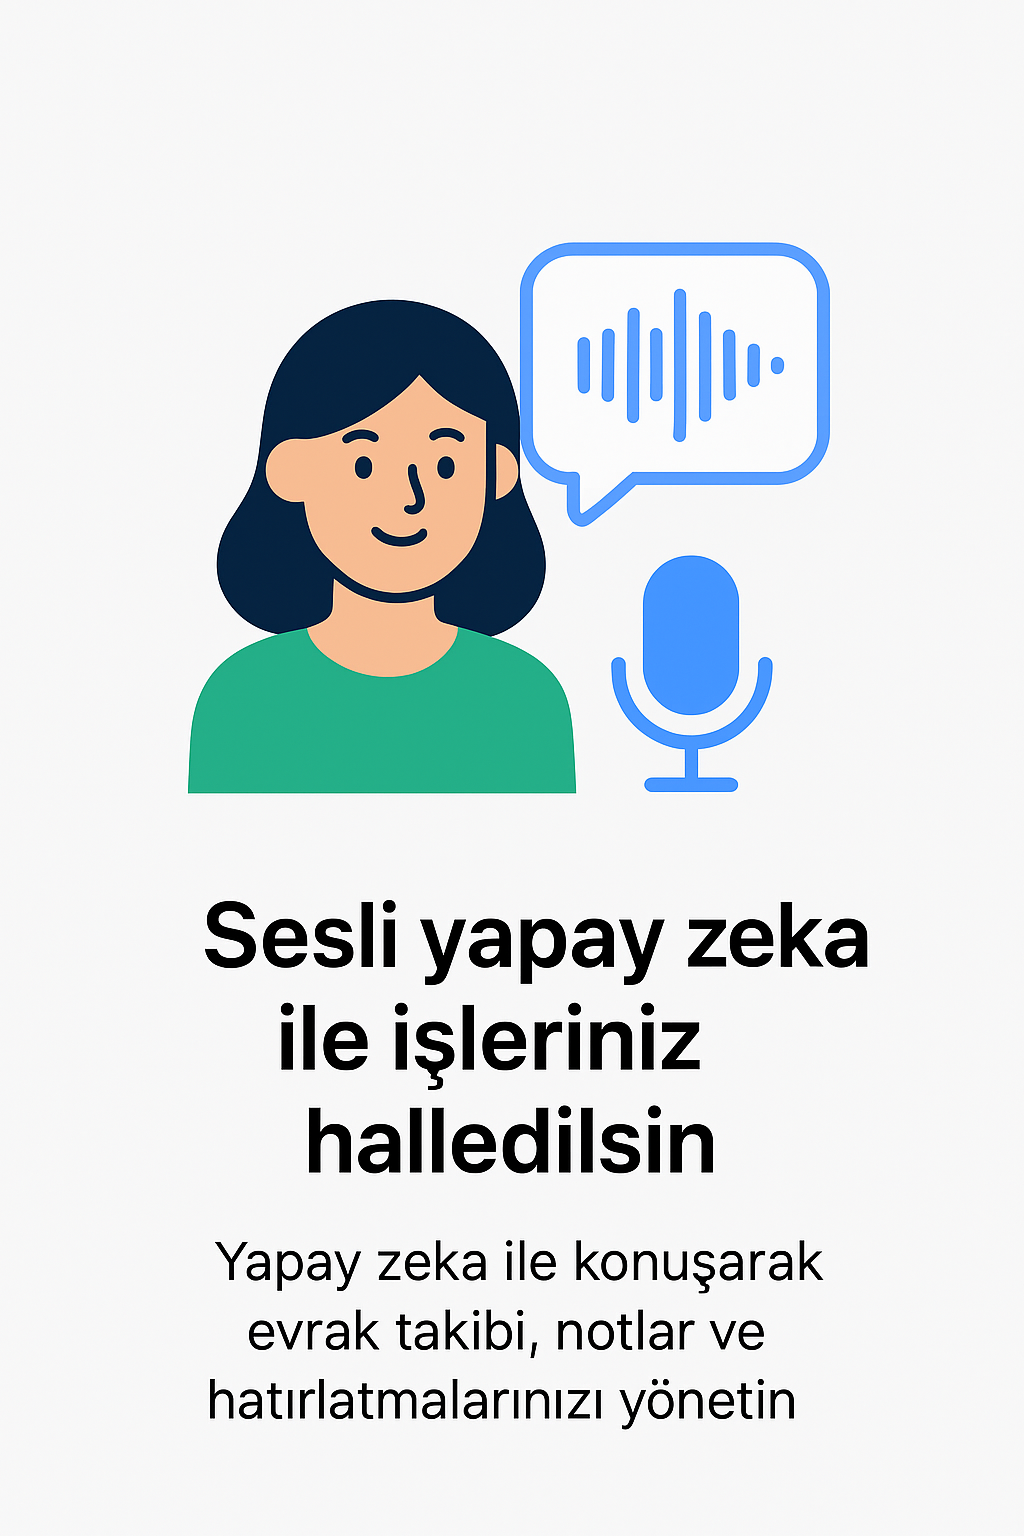 Sesli yapay zeka
ile işleriniz
halledilsin
Yapay zeka ile konuşarak
evrak takibi, notlar ve
hatırlatmalarınızı yönetin